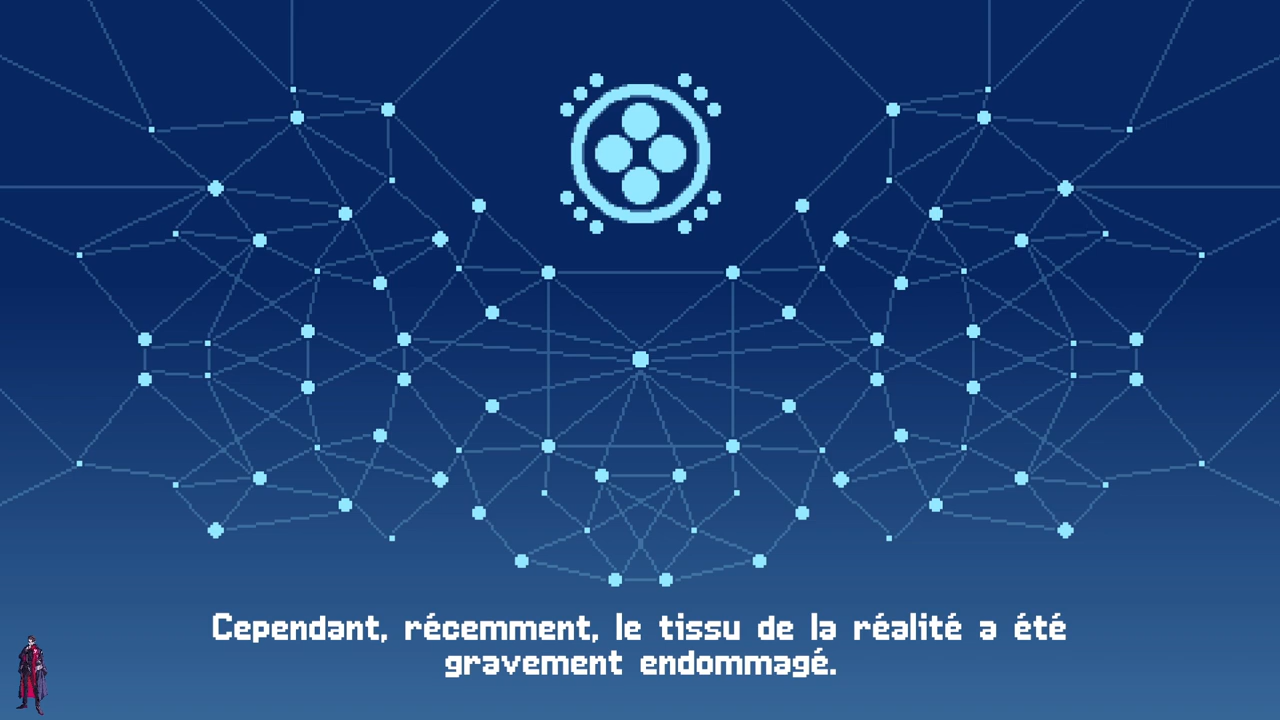 Cependant, récemment, le tissu de la réalité a été
gravement endommagé.